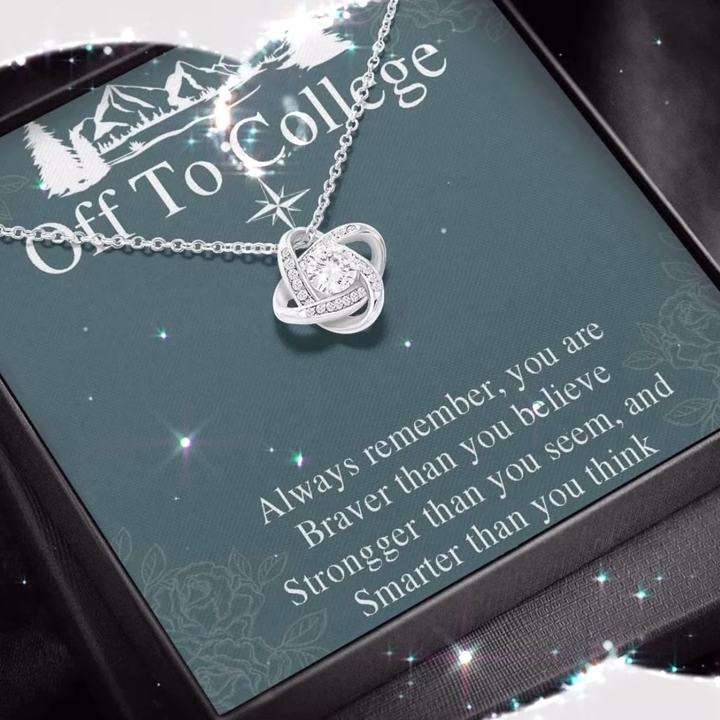 Off To College
Always remember, you are
Braver than you believe
Strongger than you seem, and
Smarter than you think